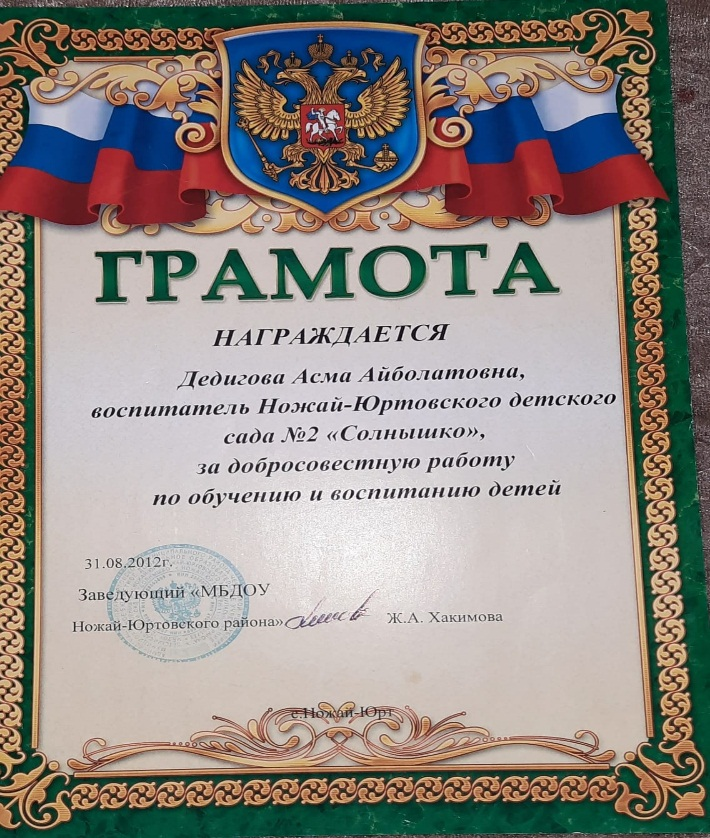 ГРАМОТА
НАГРАЖДАЕТСЯ
Дедигова Асма Айболатовна,
воспитатель Ножай-Юртовского детского
сада №2 «Солнышко»,
за добросовестную работу
по обучению и воспитанию детей
31.08.2012г.
Заведующий «МБДОУ
Ножай-Юртовского района» Ж.А. Хакимова
с.Ножай-Юрт